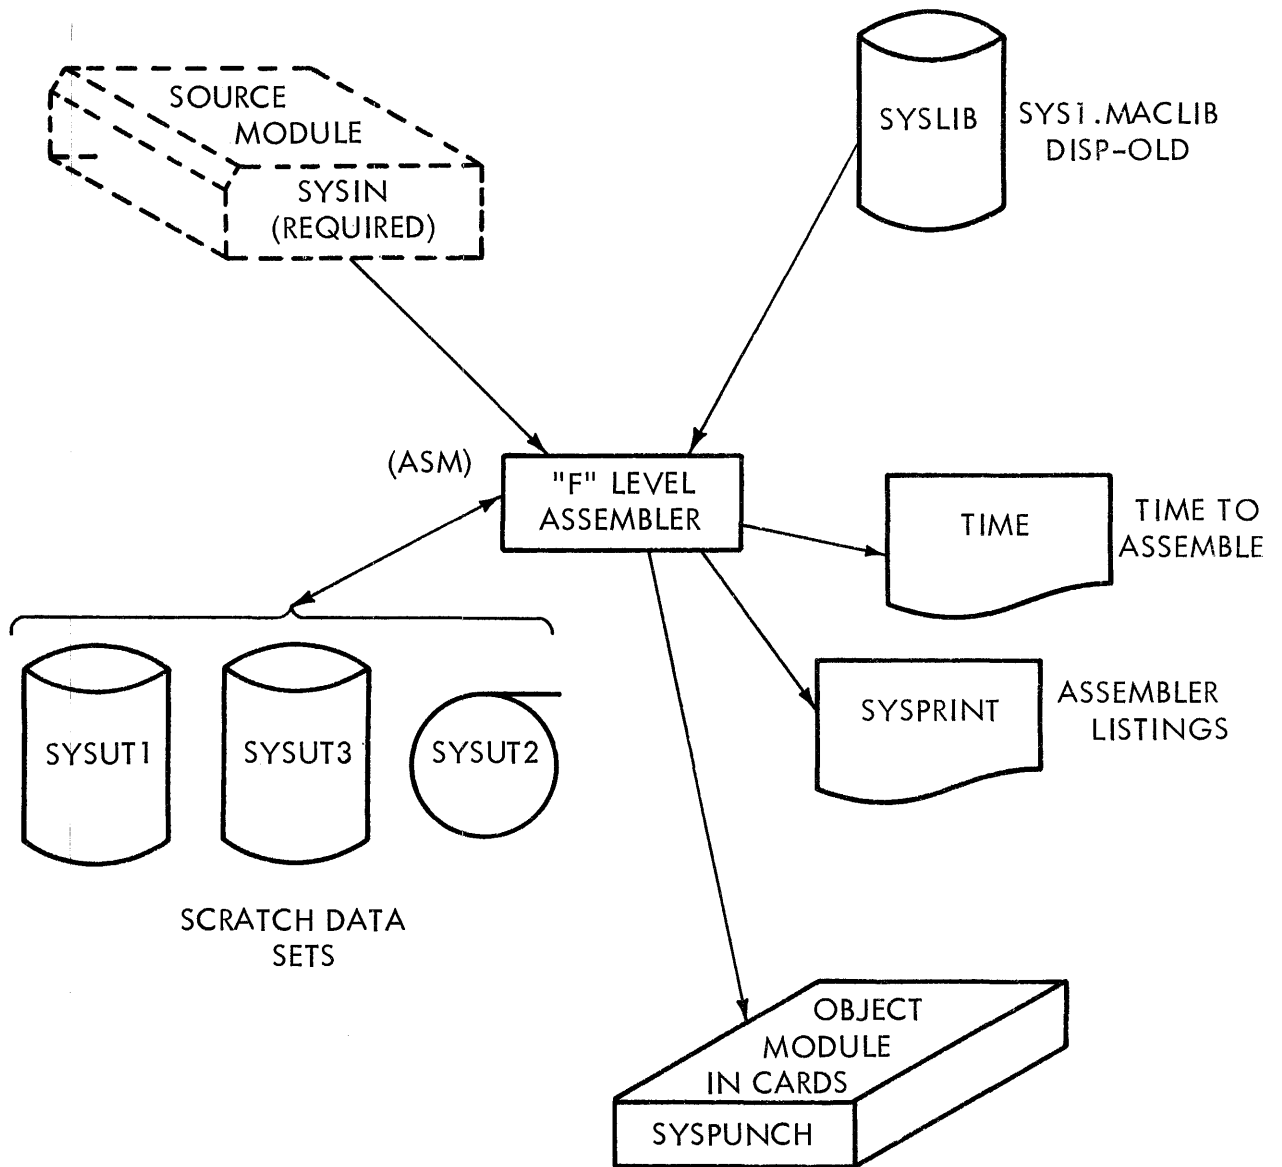 SOURCE
MODULE
SYSIN
(REQUIRED)
SYSLIB
SYS1.MACLIB
DISP-OLD
(ASM)
"F" LEVEL
ASSEMBLER
TIME
TIME TO
ASSEMBLE
SYSPRINT
ASSEMBLER
LISTINGS
SYSUT1
SYSUT3
SYSUT2
SCRATCH DATA
SETS
OBJECT
MODULE
IN CARDS
SYSPUNCH